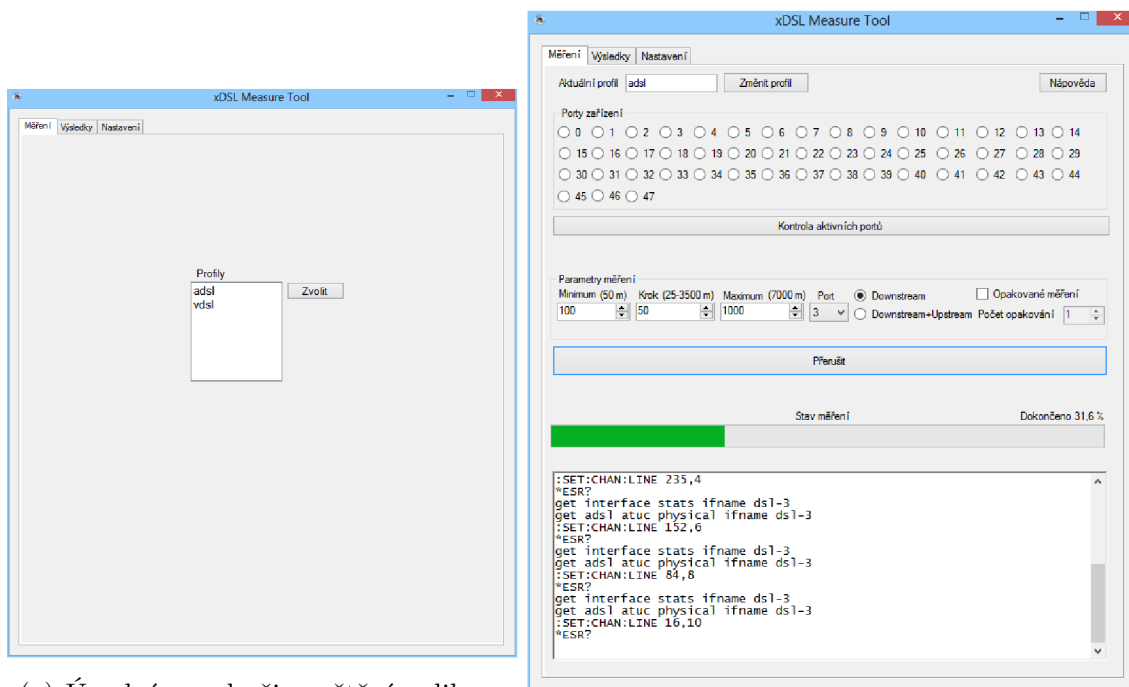 xDSL Measure Tool
Měření Výsledky Nastavení
Profily
adsl
vdsl
Zvolit
xDSL Measure Tool
Měření Výsledky Nastavení
Aktuální profil adsl Změnit profil Nápověda
Porty zařízení
0 1 2 3 4 5 6 7 8 9 10 11 12 13 14
15 16 17 18 19 20 21 22 23 24 25 26 27 28 29
30 31 32 33 34 35 36 37 38 39 40 41 42 43 44
45 46 47
Kontrola aktivních portů
Parametry měření
Minimum (50 m) Krok (25-3500 m) Maximum (7000 m) Port Downstream Opakované měření
100 50 1000 3 Downstream+Upstream Počet opakování 1
Přerušit
Stav měření Dokončeno 31,6 %
:SET:CHAN:LINE 235,4
*ESR?
get interface stats ifname dsl-3
get adsl atuc physical ifname dsl-3
:SET:CHAN:LINE 152,6
*ESR?
get interface stats ifname dsl-3
get adsl atuc physical ifname dsl-3
:SET:CHAN:LINE 84,8
*ESR?
get interface stats ifname dsl-3
get adsl atuc physical ifname dsl-3
:SET:CHAN:LINE 16,10
*ESR?